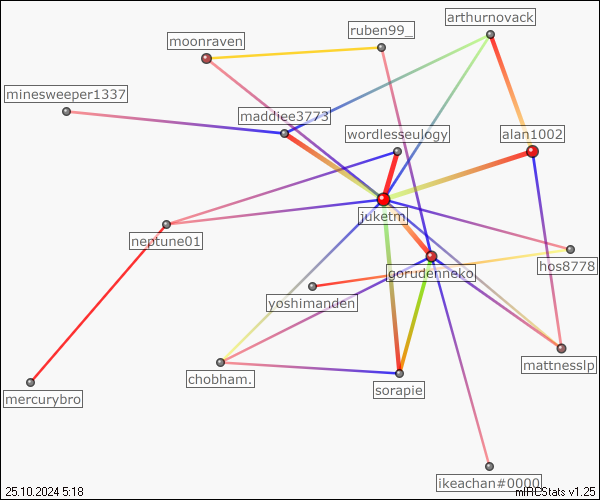 arthurnovack
ruben99_
moonraven
minesweeper1337
maddiee3773
wordlesseulogy
alan1002
juketm
neptune01
gorudenneko
hos8778
yoshimanden
mattnesslp
chobham.
sorapie
mercurybro
ikeachan#0000
25.10.2024 5:18
mIRCStats v1.25